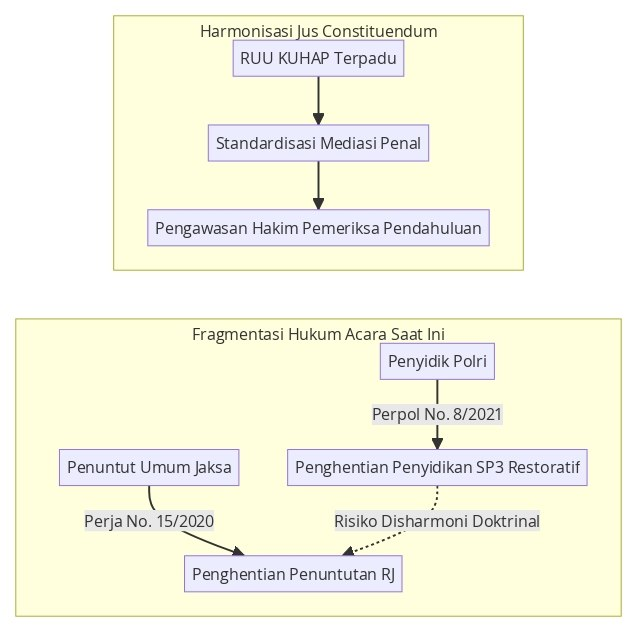 Harmonisasi Jus Constituendum
RUU KUHAP Terpadu
Standardisasi Mediasi Penal
Pengawasan Hakim Pemeriksa Pendahuluan
Fragmentasi Hukum Acara Saat Ini
Penyidik Polri
Perpol No. 8/2021
Penuntut Umum Jaksa
Penghentian Penyidikan SP3 Restoratif
Perja No. 15/2020
Risiko Disharmoni Doktrinal
Penghentian Penuntutan RJ